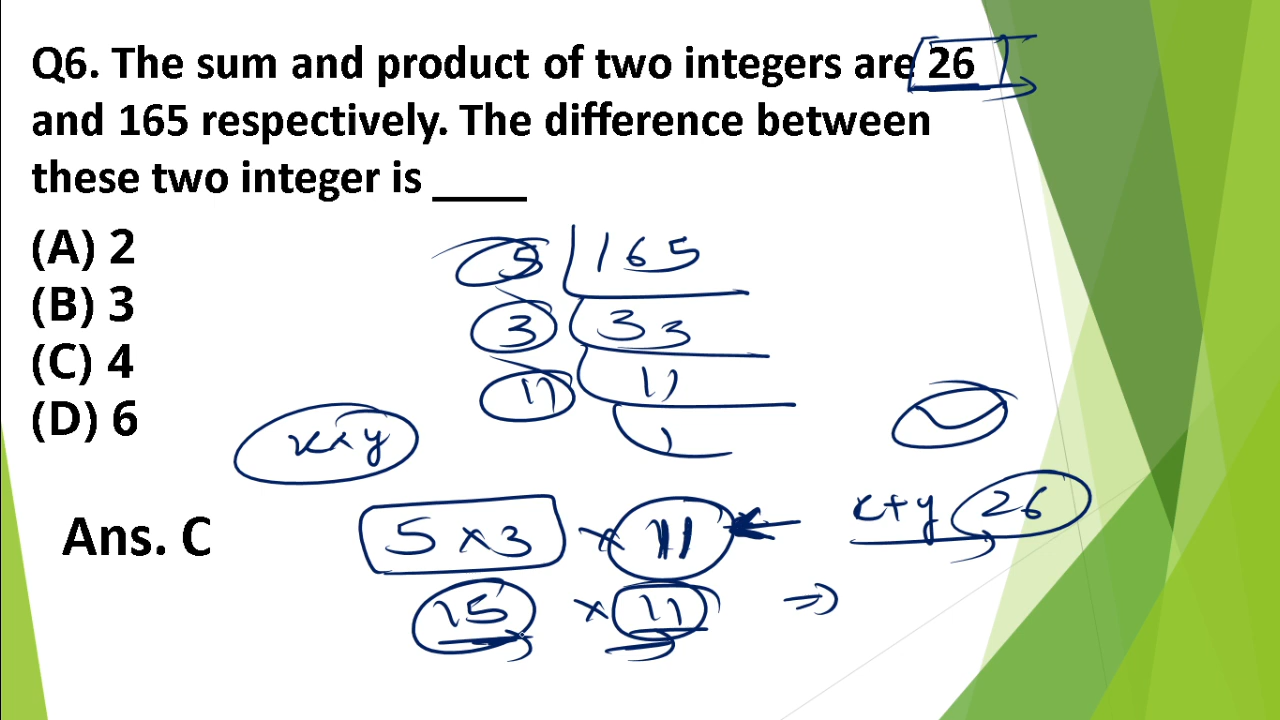 Q6. The sum and product of two integers are 26
and 165 respectively. The difference between
these two integer is ____
(A) 2
(B) 3
(C) 4
(D) 6
5 165
3 33
11 11
1
x x y
Ans. C
5 x 3 x 11
x+y 26
15 x 11 ⇒